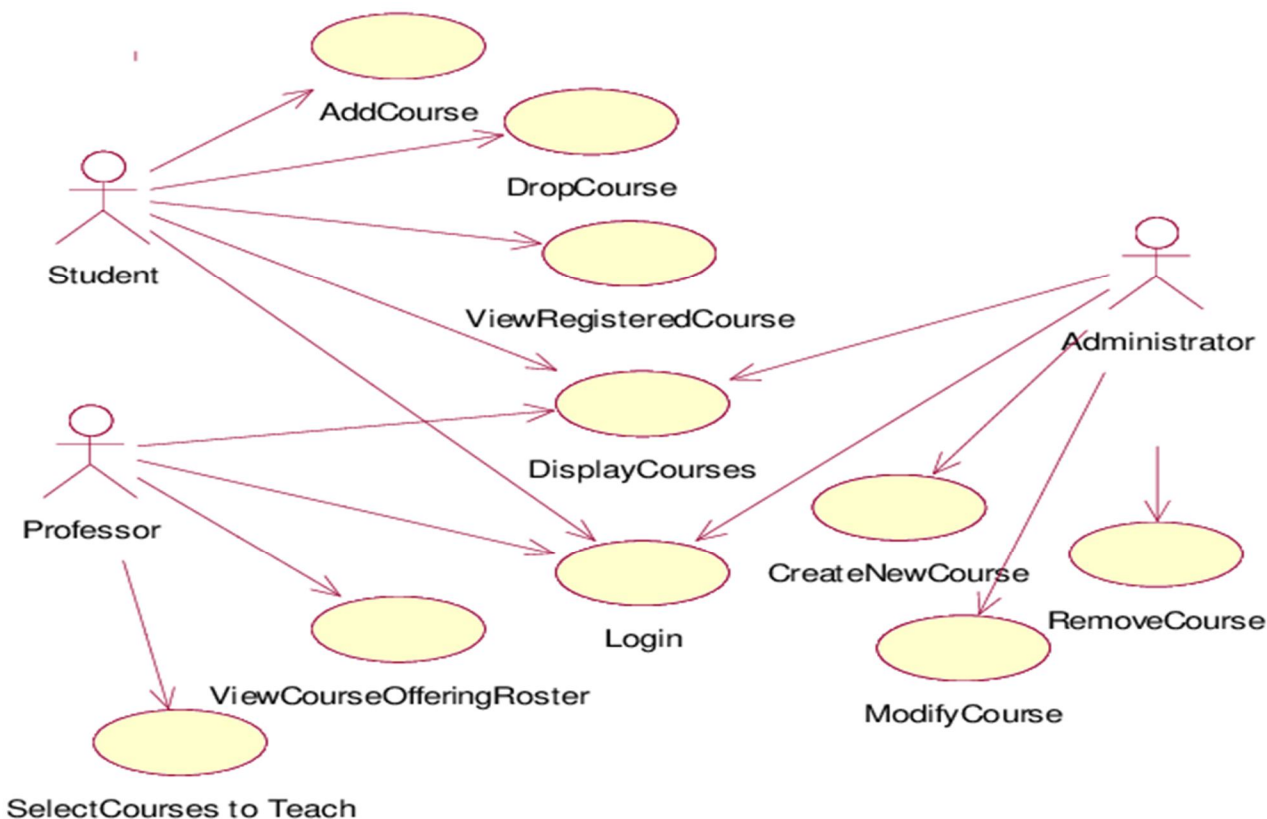 AddCourse
DropCourse
Student
ViewRegisteredCourse
Administrator
DisplayCourses
Professor
CreateNewCourse
RemoveCourse
Login
ViewCourseOfferingRoster
ModifyCourse
SelectCourses to Teach